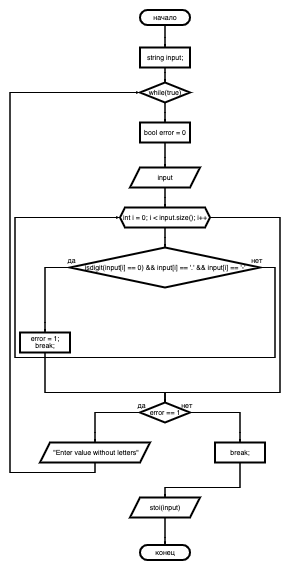 начало
string input;
while(true)
bool error = 0
input
int i = 0; i < input.size(); i++
isdigit(input[i] == 0) && input[i] == '.' && input[i] == '-'
да
нет
error = 1;
break;
error == 1
да
нет
"Enter value without letters"
break;
stoi(input)
конец